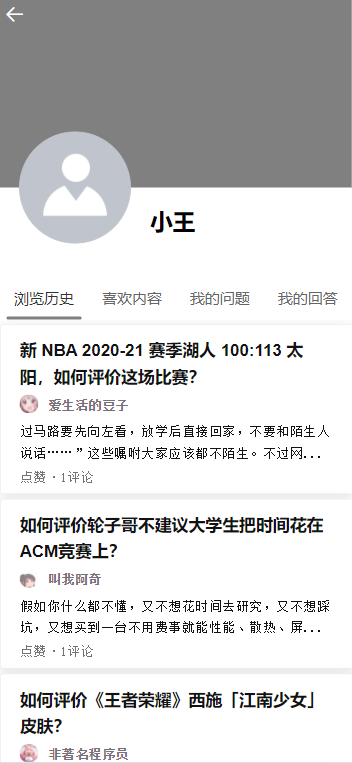 小王
浏览历史 喜欢内容 我的问题 我的回答
新 NBA 2020-21 赛季湖人 100:113 太
阳，如何评价这场比赛？
爱生活的豆子
过马路要先向左看，放学后直接回家，不要和陌生人
说话……”这些嘱咐大家应该都不陌生。不过网...
点赞 · 1评论
如何评价轮子哥不建议大学生把时间花在
ACM竞赛上？
叫我阿奇
假如你什么都不懂，又不想花时间去研究，又不想踩
坑，又想买到一台不用费事就能性能、散热、屏...
点赞 · 1评论
如何评价《王者荣耀》西施「江南少女」
皮肤？
非著名程序员